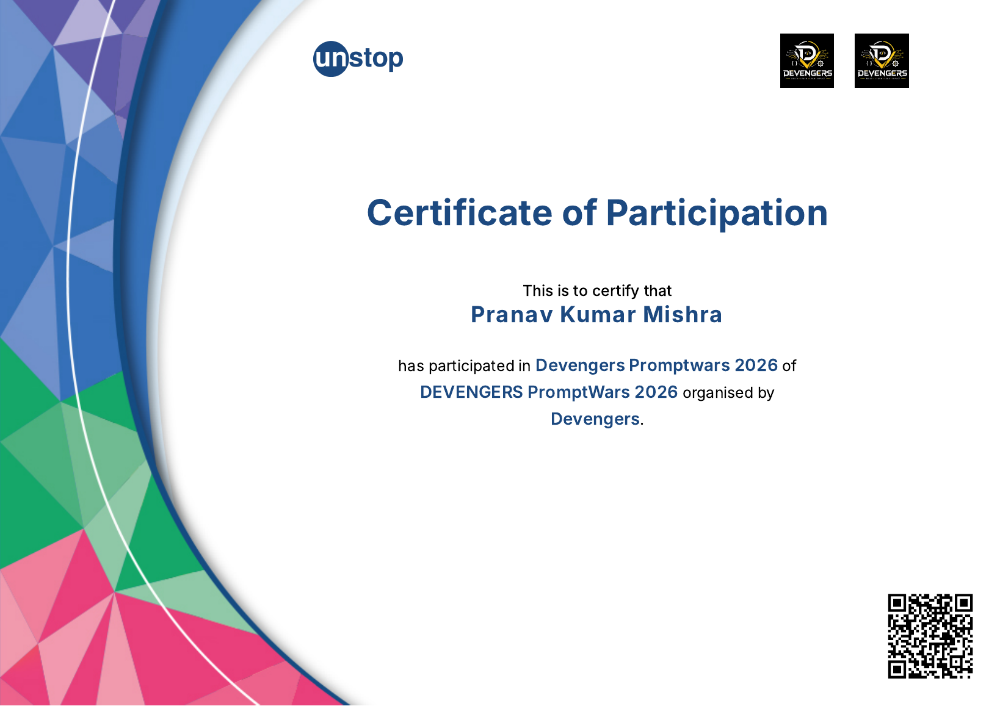 unstop
DEVENGERS
DEVENGERS
Certificate of Participation
This is to certify that
Pranav Kumar Mishra
has participated in Devengers Promptwars 2026 of
DEVENGERS PromptWars 2026 organised by
Devengers.